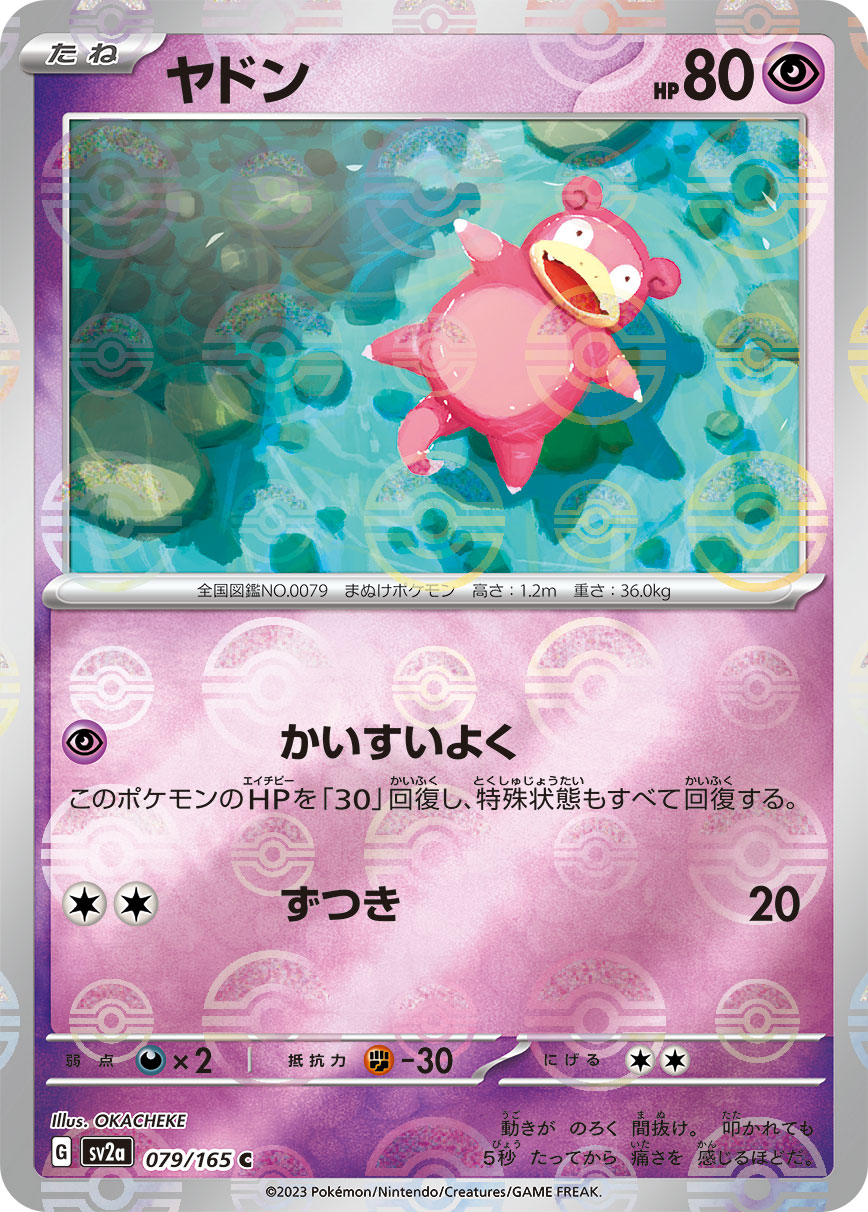 たね ヤドン HP80
全国図鑑NO.0079 まぬけポケモン 高さ:1.2m 重さ:36.0kg
かいすいよく
エイチピー かいふく とくしゅじょうたい かいふく
このポケモンのHPを「30」回復し、特殊状態もすべて回復する。
ずつき 20
弱点 ×2 抵抗力 -30 にげる
Illus. OKACHEKE
G sv2a 079/165 C
うご ま ぬ たた
動きが のろく 間抜け。 叩かれても
びょう いた かん
5秒 たってから 痛さを 感じるほどだ。
©2023 Pokémon/Nintendo/Creatures/GAME FREAK.